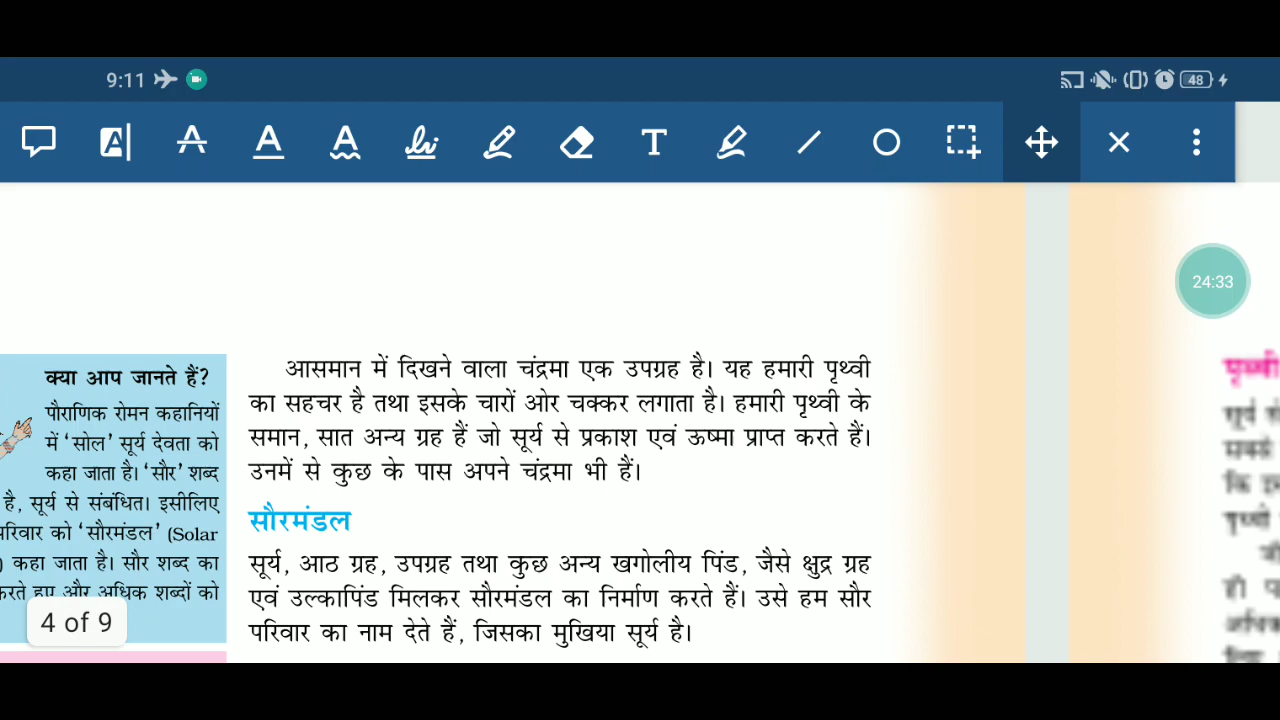 9:11
48
A
A
A
A
T
24:33
आसमान में दिखने वाला चंद्रमा एक उपग्रह है। यह हमारी पृथ्वी
का सहचर है तथा इसके चारों ओर चक्कर लगाता है। हमारी पृथ्वी के
समान, सात अन्य ग्रह हैं जो सूर्य से प्रकाश एवं ऊष्मा प्राप्त करते हैं।
उनमें से कुछ के पास अपने चंद्रमा भी हैं।
सौरमंडल
सूर्य, आठ ग्रह, उपग्रह तथा कुछ अन्य खगोलीय पिंड, जैसे क्षुद्र ग्रह
एवं उल्कापिंड मिलकर सौरमंडल का निर्माण करते हैं। उसे हम सौर
परिवार का नाम देते हैं, जिसका मुखिया सूर्य है।
क्या आप जानते हैं?
पौराणिक रोमन कहानियों
में ‘सोल’ सूर्य देवता को
कहा जाता है। ‘सौर’ शब्द
है, सूर्य से संबंधित। इसीलिए
परिवार को ‘सौरमंडल’ (Solar
) कहा जाता है। सौर शब्द का
करते हुए और अधिक शब्दों को
4 of 9
पृथ्वी